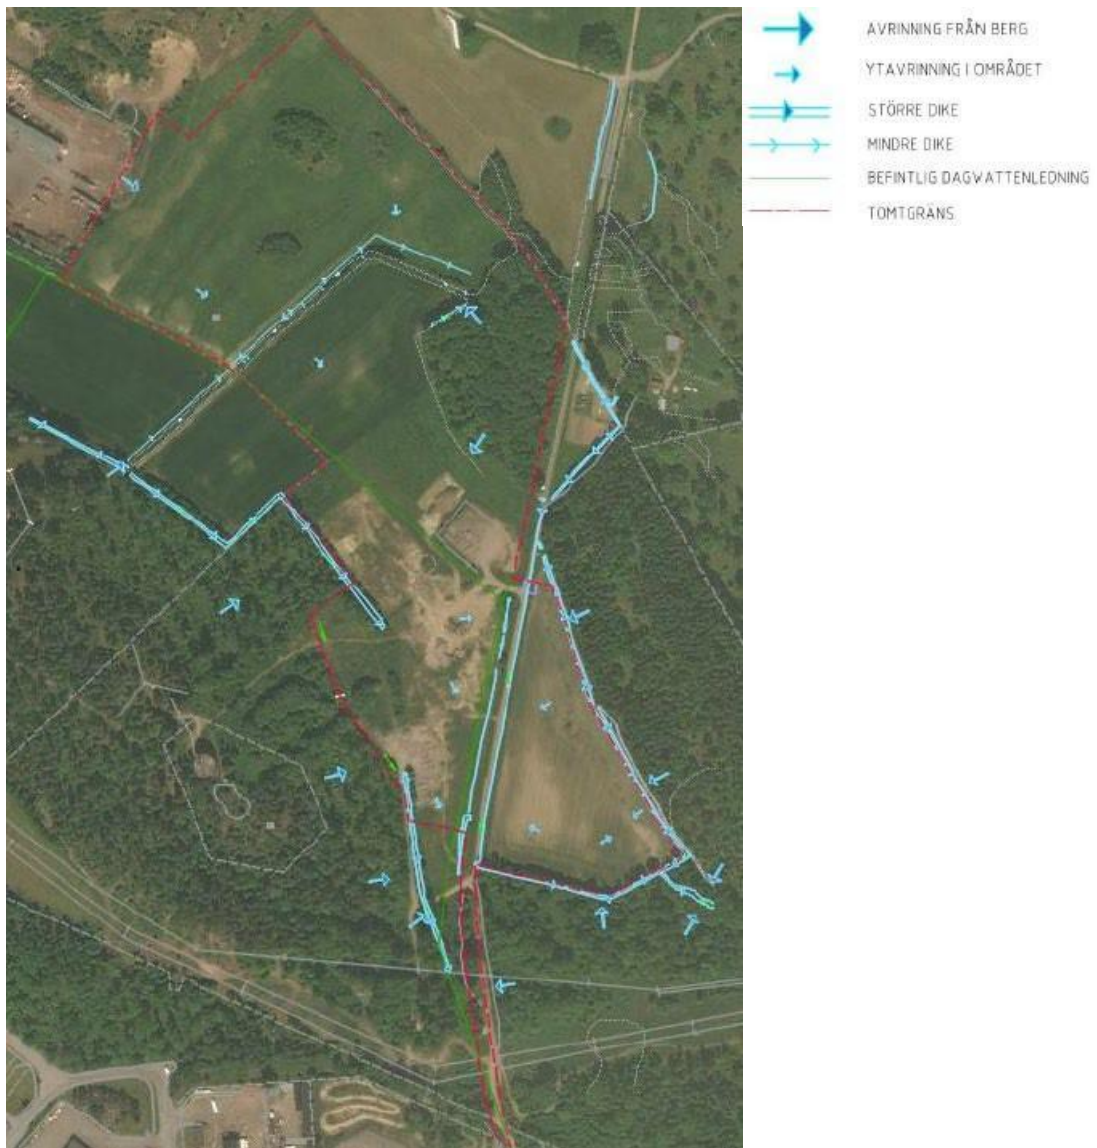 AVRINNING FRÅN BERG
YTAVRINNING I OMRÅDET
STÖRRE DIKE
MINDRE DIKE
BEFINTLIG DAGVATTENLEDNING
TOMTGRÄNS